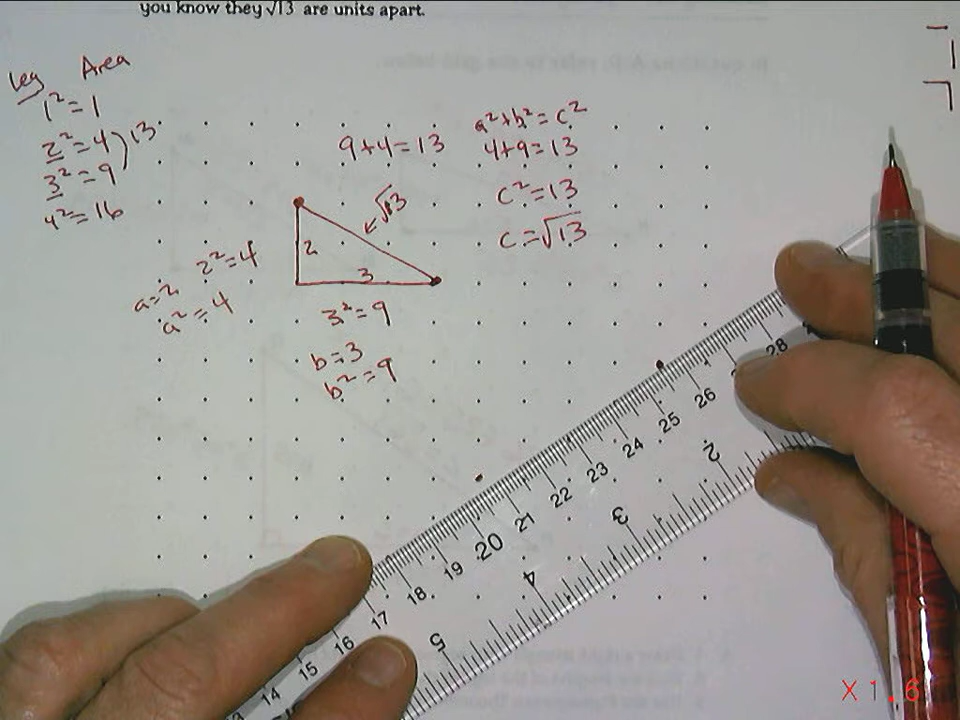 you know they √13 are units apart.
Leg Area
1² = 1
2² = 4 ) 13
3² = 9
4² = 16
9+4=13
a²+b²=c²
4+9=13
c²=13
c=√13
√13
2
3
2²=4
a=2
a²=4
3²=9
b=3
b²=9
14 15 16 17 18 19 20 21 22 23 24 25 26 28
5 4 3 2
X 1.6